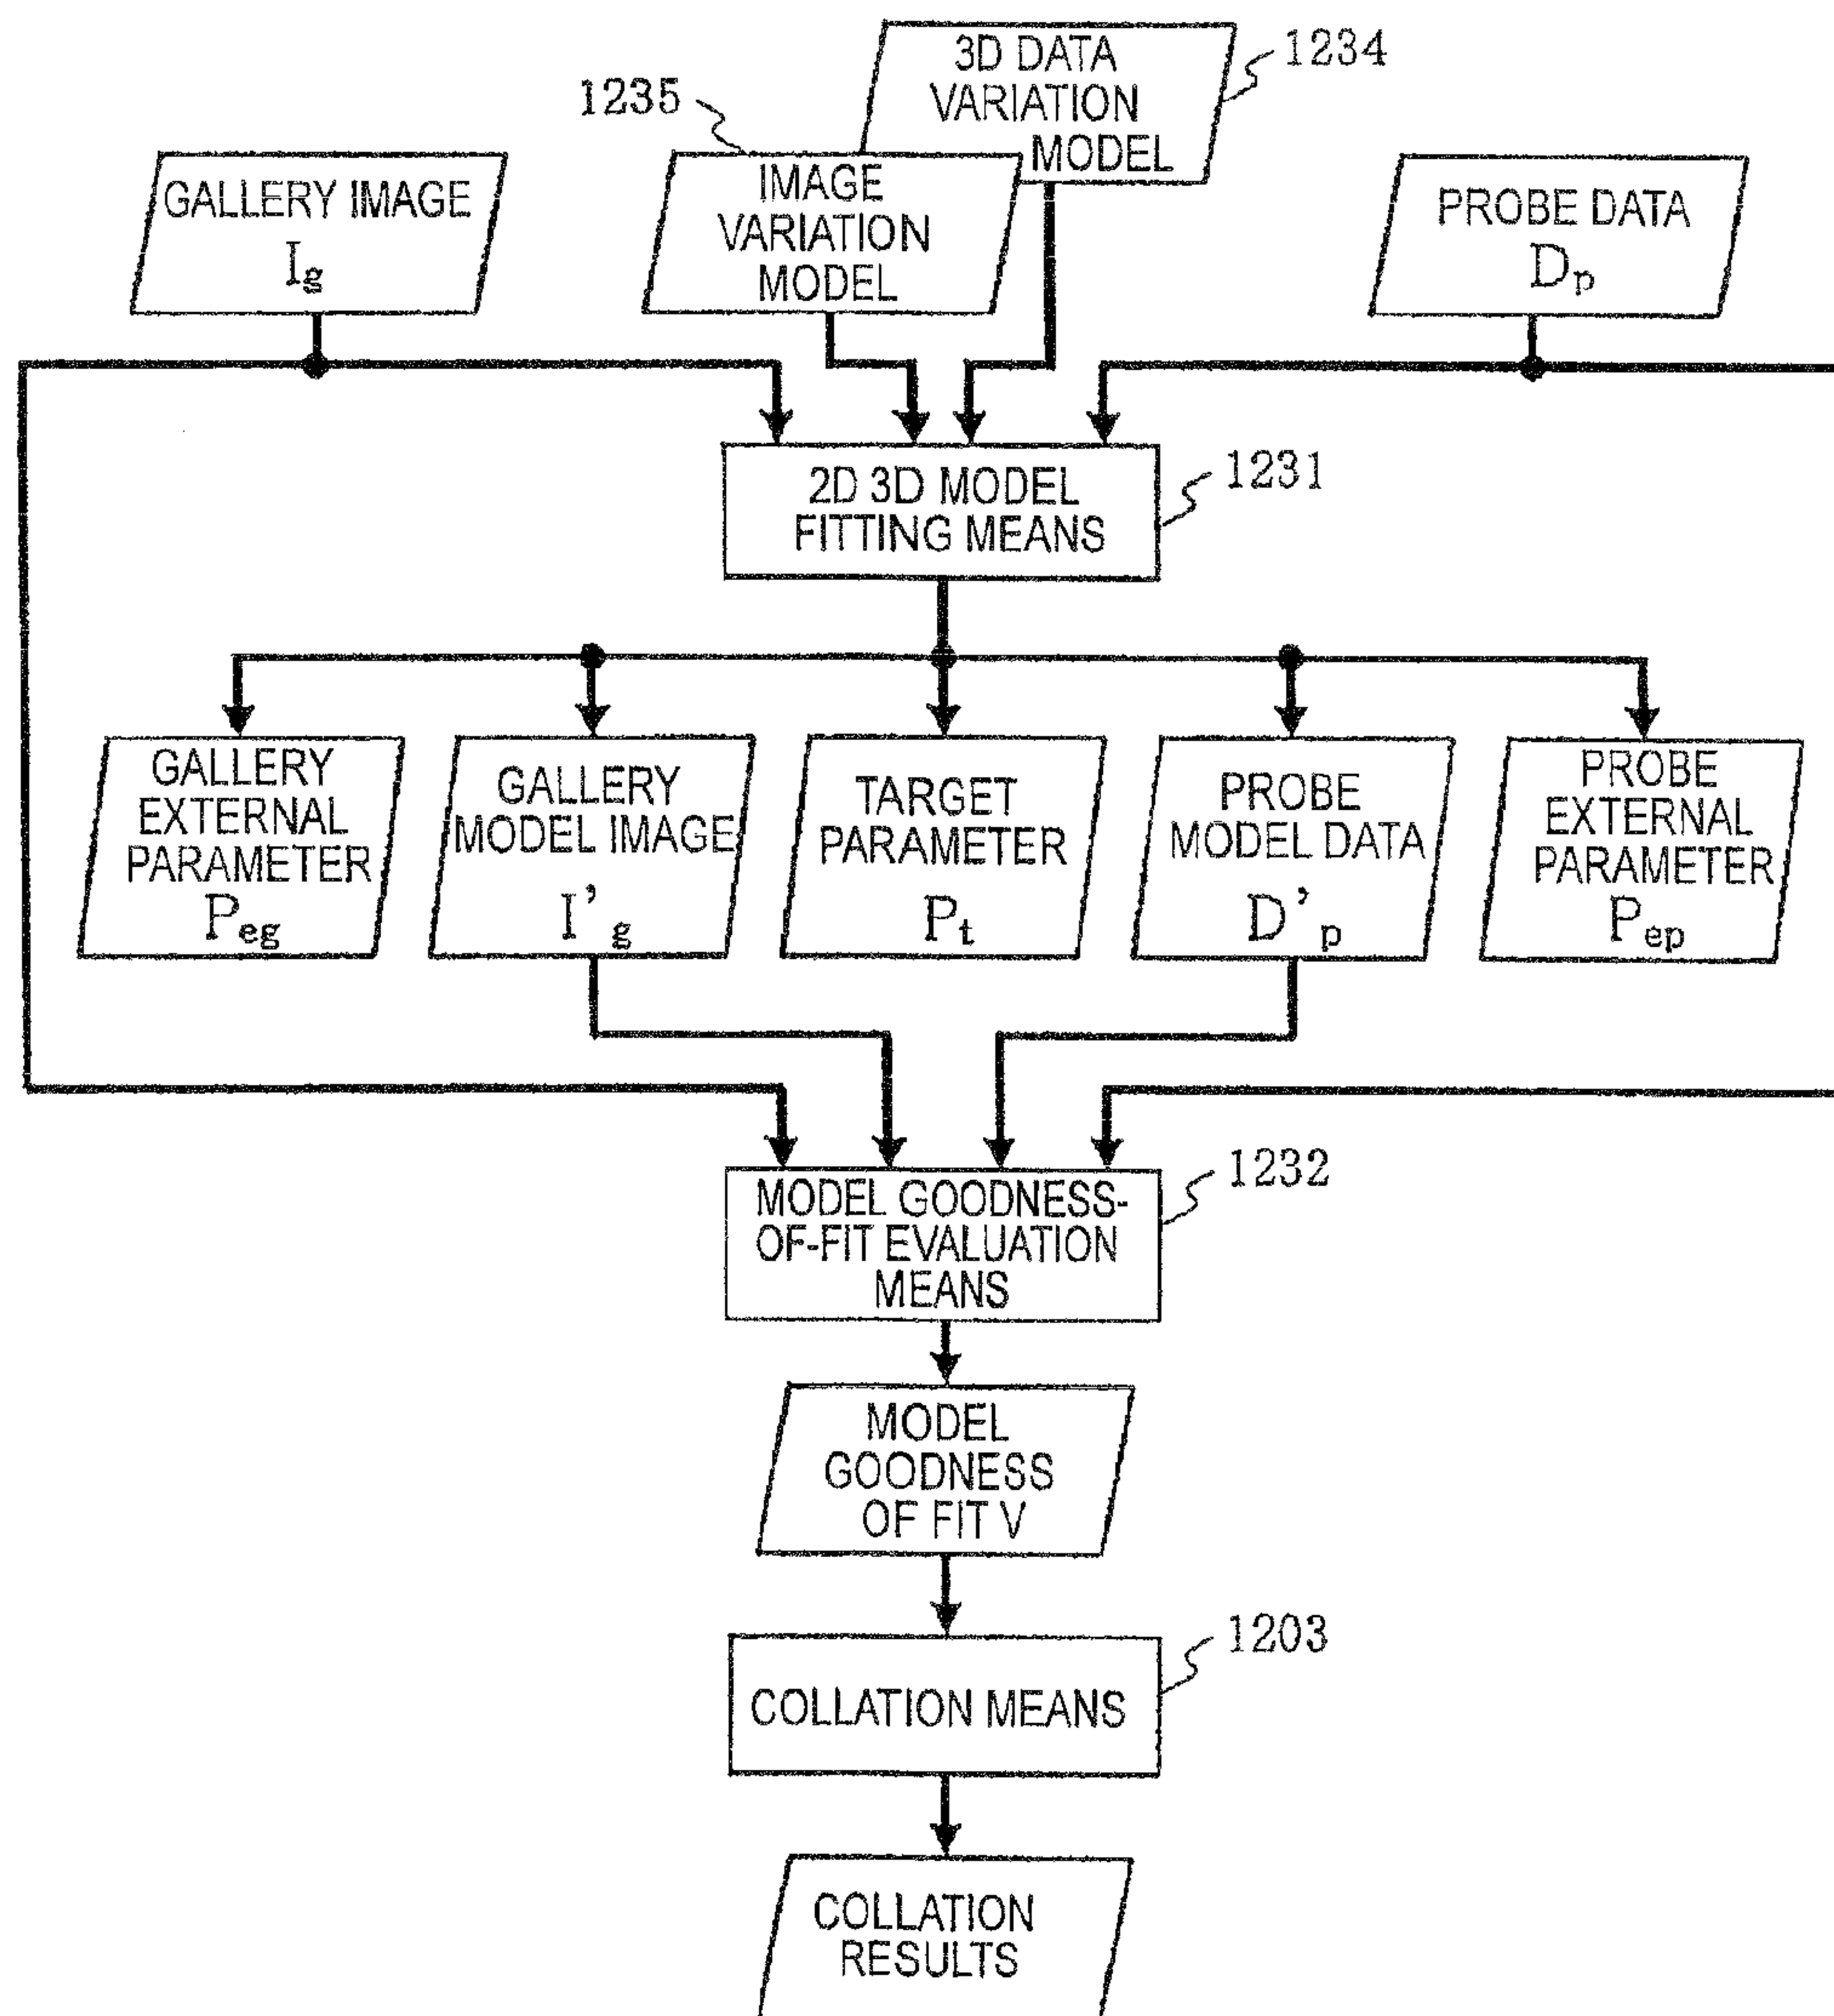 3D DATA
VARIATION
MODEL
1234
1235
IMAGE
VARIATION
MODEL
GALLERY IMAGE
Ig
PROBE DATA
Dp
2D 3D MODEL
FITTING MEANS
1231
GALLERY
EXTERNAL
PARAMETER
Peg
GALLERY
MODEL IMAGE
I’g
TARGET
PARAMETER
Pt
PROBE
MODEL DATA
D’p
PROBE
EXTERNAL
PARAMETER
Pep
MODEL GOODNESS-
OF-FIT EVALUATION
MEANS
1232
MODEL
GOODNESS
OF FIT V
COLLATION MEANS
1203
COLLATION
RESULTS